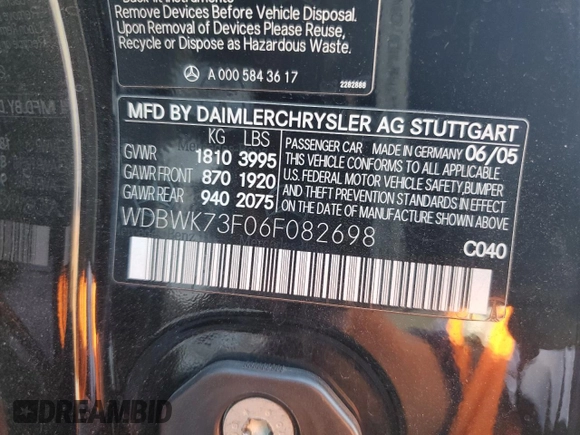 Remove Devices Before Vehicle Disposal.
Upon Removal of Devices Please Reuse,
Recycle or Dispose as Hazardous Waste.
A 000 584 36 17
2282886
MFD BY DAIMLERCHRYSLER AG STUTTGART
KG LBS
GVWR 1810 3995
GAWR FRONT 870 1920
GAWR REAR 940 2075
PASSENGER CAR MADE IN GERMANY 06/05
THIS VEHICLE CONFORMS TO ALL APPLICABLE
U.S. FEDERAL MOTOR VEHICLE SAFETY, BUMPER
AND THEFT PREVENTION STANDARDS IN EFFECT
ON THE DATE OF MANUFACTURE SHOWN ABOVE.
WDBWK73F06F082698
C040
DREAMBID